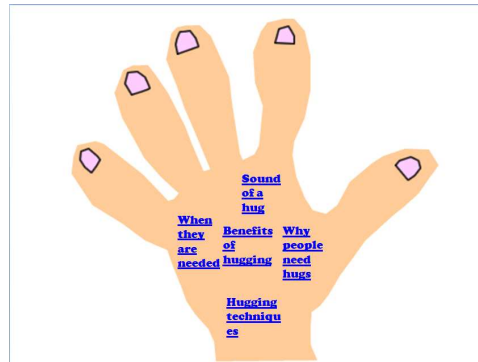 Sound
of a
hug
When
they
are
needed
Benefits
of
hugging
Why
people
need
hugs
Hugging
techniqu
es